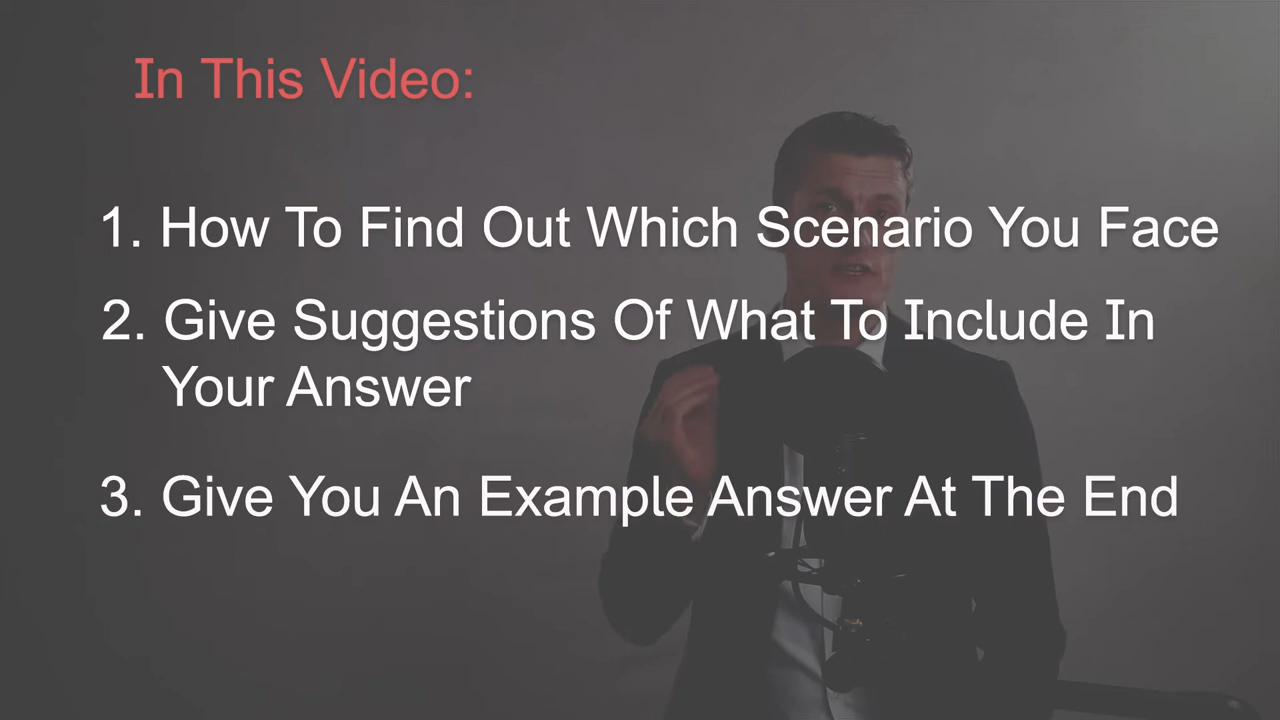 In This Video:
1. How To Find Out Which Scenario You Face
2. Give Suggestions Of What To Include In
Your Answer
3. Give You An Example Answer At The End